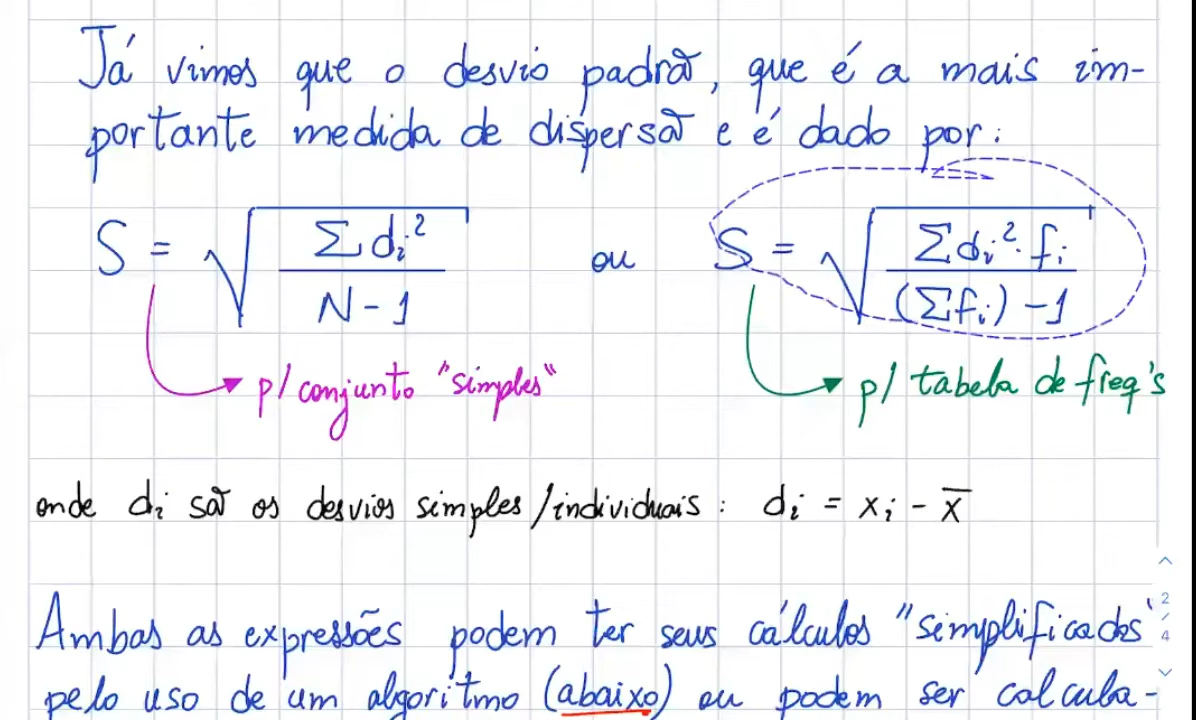 Já vimos que o desvio padrão, que é a mais im-
portante medida de dispersão e é dado por:
S = √(Σdi² / (N - 1)) ou S = √(Σdi²·fi / ((Σfi) - 1))
p/ conjunto "simples" p/ tabela de freq's
onde di são os desvios simples/individuais: di = xi - x̅
Ambas as expressões podem ter seus cálculos "simplificados"
pelo uso de um algoritmo (abaixo) ou podem ser calcula-
2/4